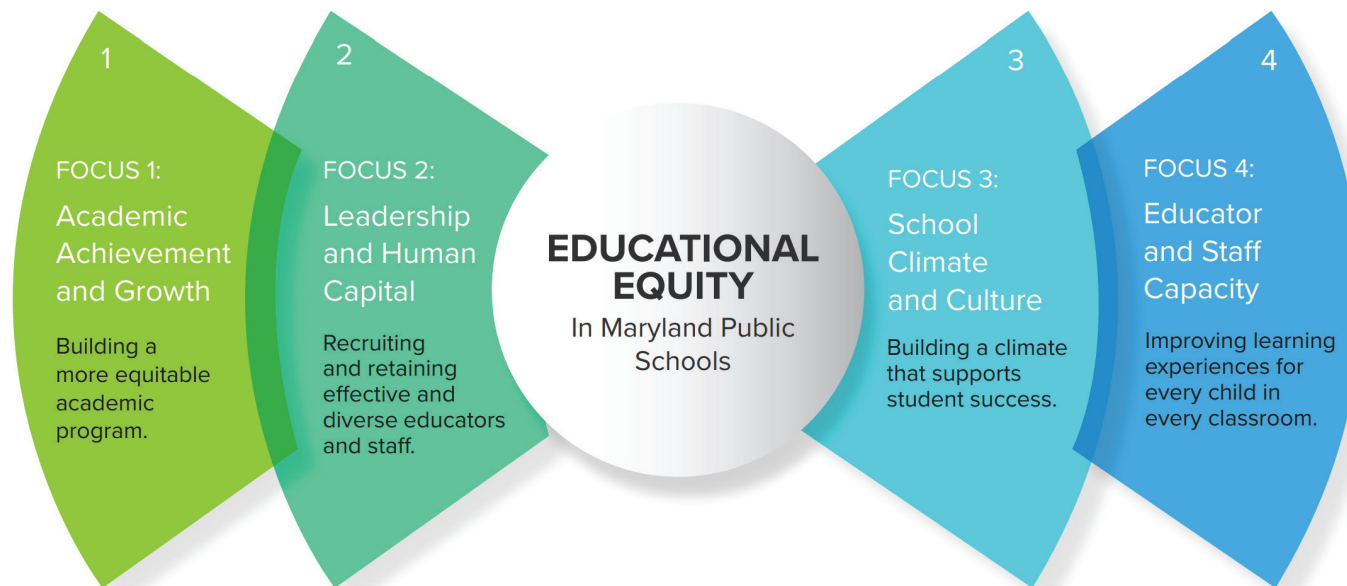 1
FOCUS 1:
Academic
Achievement
and Growth
Building a
more equitable
academic
program.
2
FOCUS 2:
Leadership
and Human
Capital
Recruiting
and retaining
effective and
diverse educators
and staff.
EDUCATIONAL
EQUITY
In Maryland Public
Schools
3
FOCUS 3:
School
Climate
and Culture
Building a climate
that supports
student success.
4
FOCUS 4:
Educator
and Staff
Capacity
Improving learning
experiences for
every child in
every classroom.